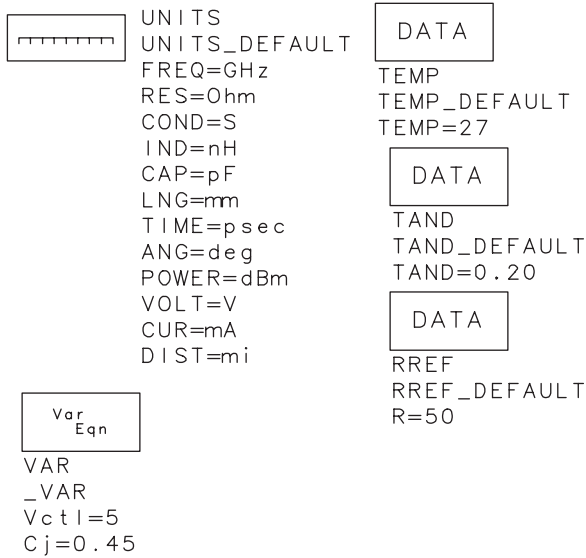 UNITS
UNITS_DEFAULT
FREQ=GHz
RES=Ohm
COND=S
IND=nH
CAP=pF
LNG=mm
TIME=psec
ANG=deg
POWER=dBm
VOLT=V
CUR=mA
DIST=mi
DATA
TEMP
TEMP_DEFAULT
TEMP=27
DATA
TAND
TAND_DEFAULT
TAND=0.20
DATA
RREF
RREF_DEFAULT
R=50
Var
Eqn
VAR
_VAR
Vctl=5
Cj=0.45